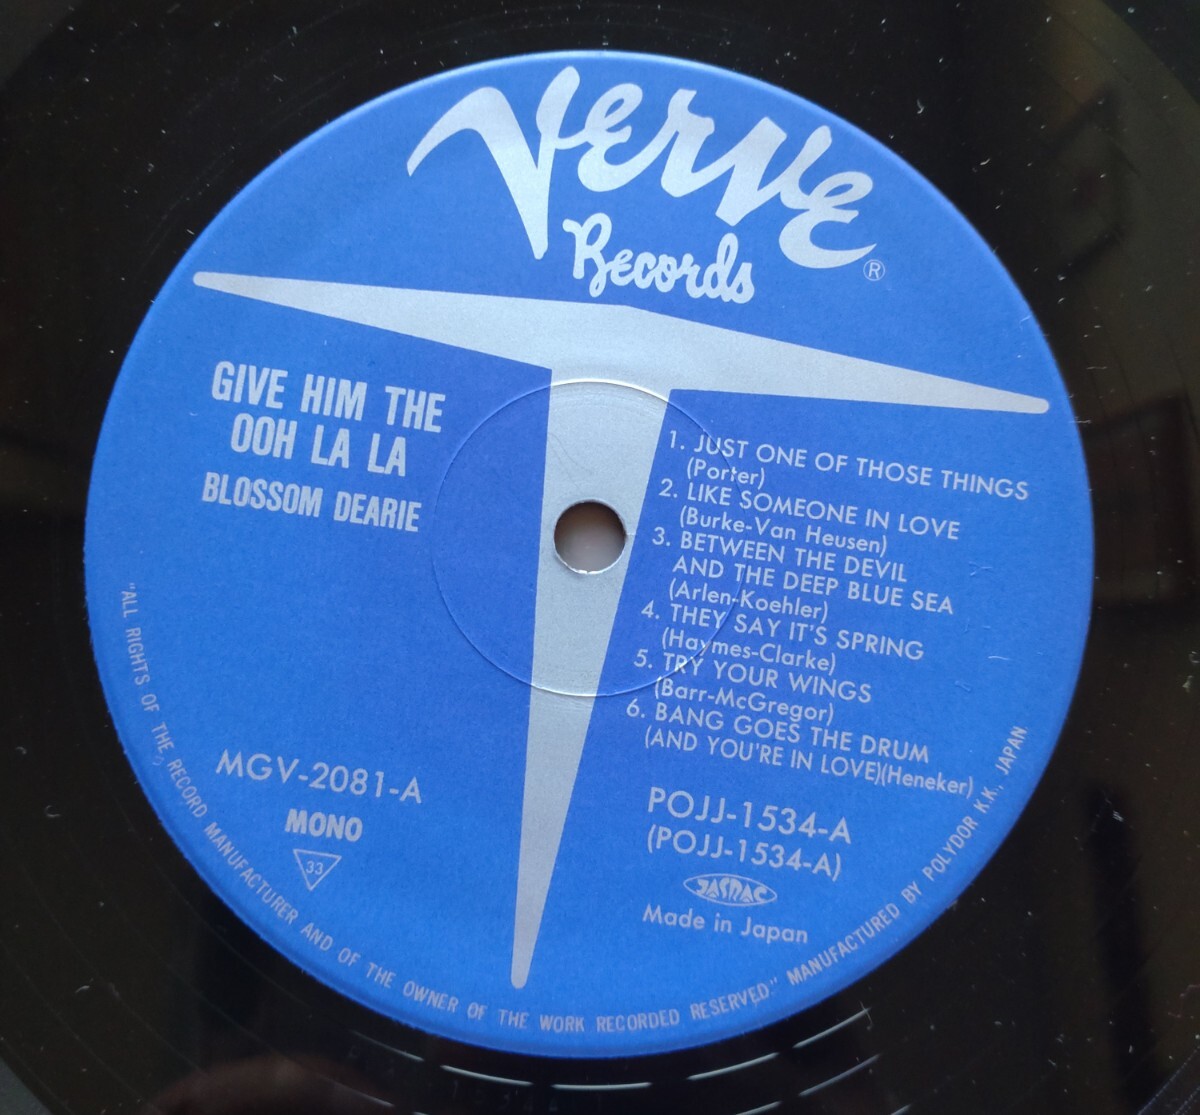 Verve
Records
®
GIVE HIM THE
OOH LA LA
BLOSSOM DEARIE
1. JUST ONE OF THOSE THINGS
(Porter)
2. LIKE SOMEONE IN LOVE
(Burke-Van Heusen)
3. BETWEEN THE DEVIL
AND THE DEEP BLUE SEA
(Arlen-Koehler)
4. THEY SAY IT'S SPRING
(Haymes-Clarke)
5. TRY YOUR WINGS
(Barr-McGregor)
6. BANG GOES THE DRUM
(AND YOU'RE IN LOVE)(Heneker)
MGV-2081-A
MONO
33
POJJ-1534-A
(POJJ-1534-A)
JASRAC
Made in Japan
"ALL RIGHTS OF THE RECORD MANUFACTURER AND OF THE OWNER OF THE WORK RECORDED RESERVED." MANUFACTURED BY POLYDOR K.K. JAPAN